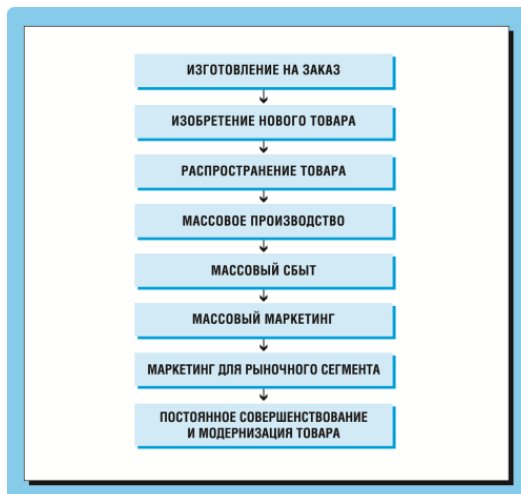 ИЗГОТОВЛЕНИЕ НА ЗАКАЗ
ИЗОБРЕТЕНИЕ НОВОГО ТОВАРА
РАСПРОСТРАНЕНИЕ ТОВАРА
МАССОВОЕ ПРОИЗВОДСТВО
МАССОВЫЙ СБЫТ
МАССОВЫЙ МАРКЕТИНГ
МАРКЕТИНГ ДЛЯ РЫНОЧНОГО СЕГМЕНТА
ПОСТОЯННОЕ СОВЕРШЕНСТВОВАНИЕ
И МОДЕРНИЗАЦИЯ ТОВАРА